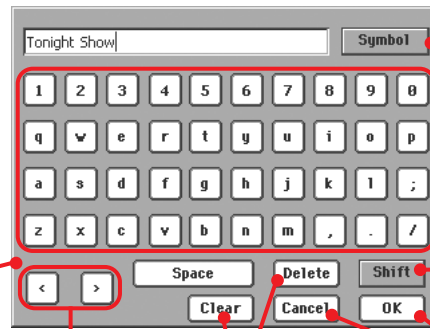 Tonight Show
Symbol
1 2 3 4 5 6 7 8 9 0
q w e r t y u i o p
a s d f g h j k l ;
z x c v b n m , . /
Space Delete Shift
< > Clear Cancel OK